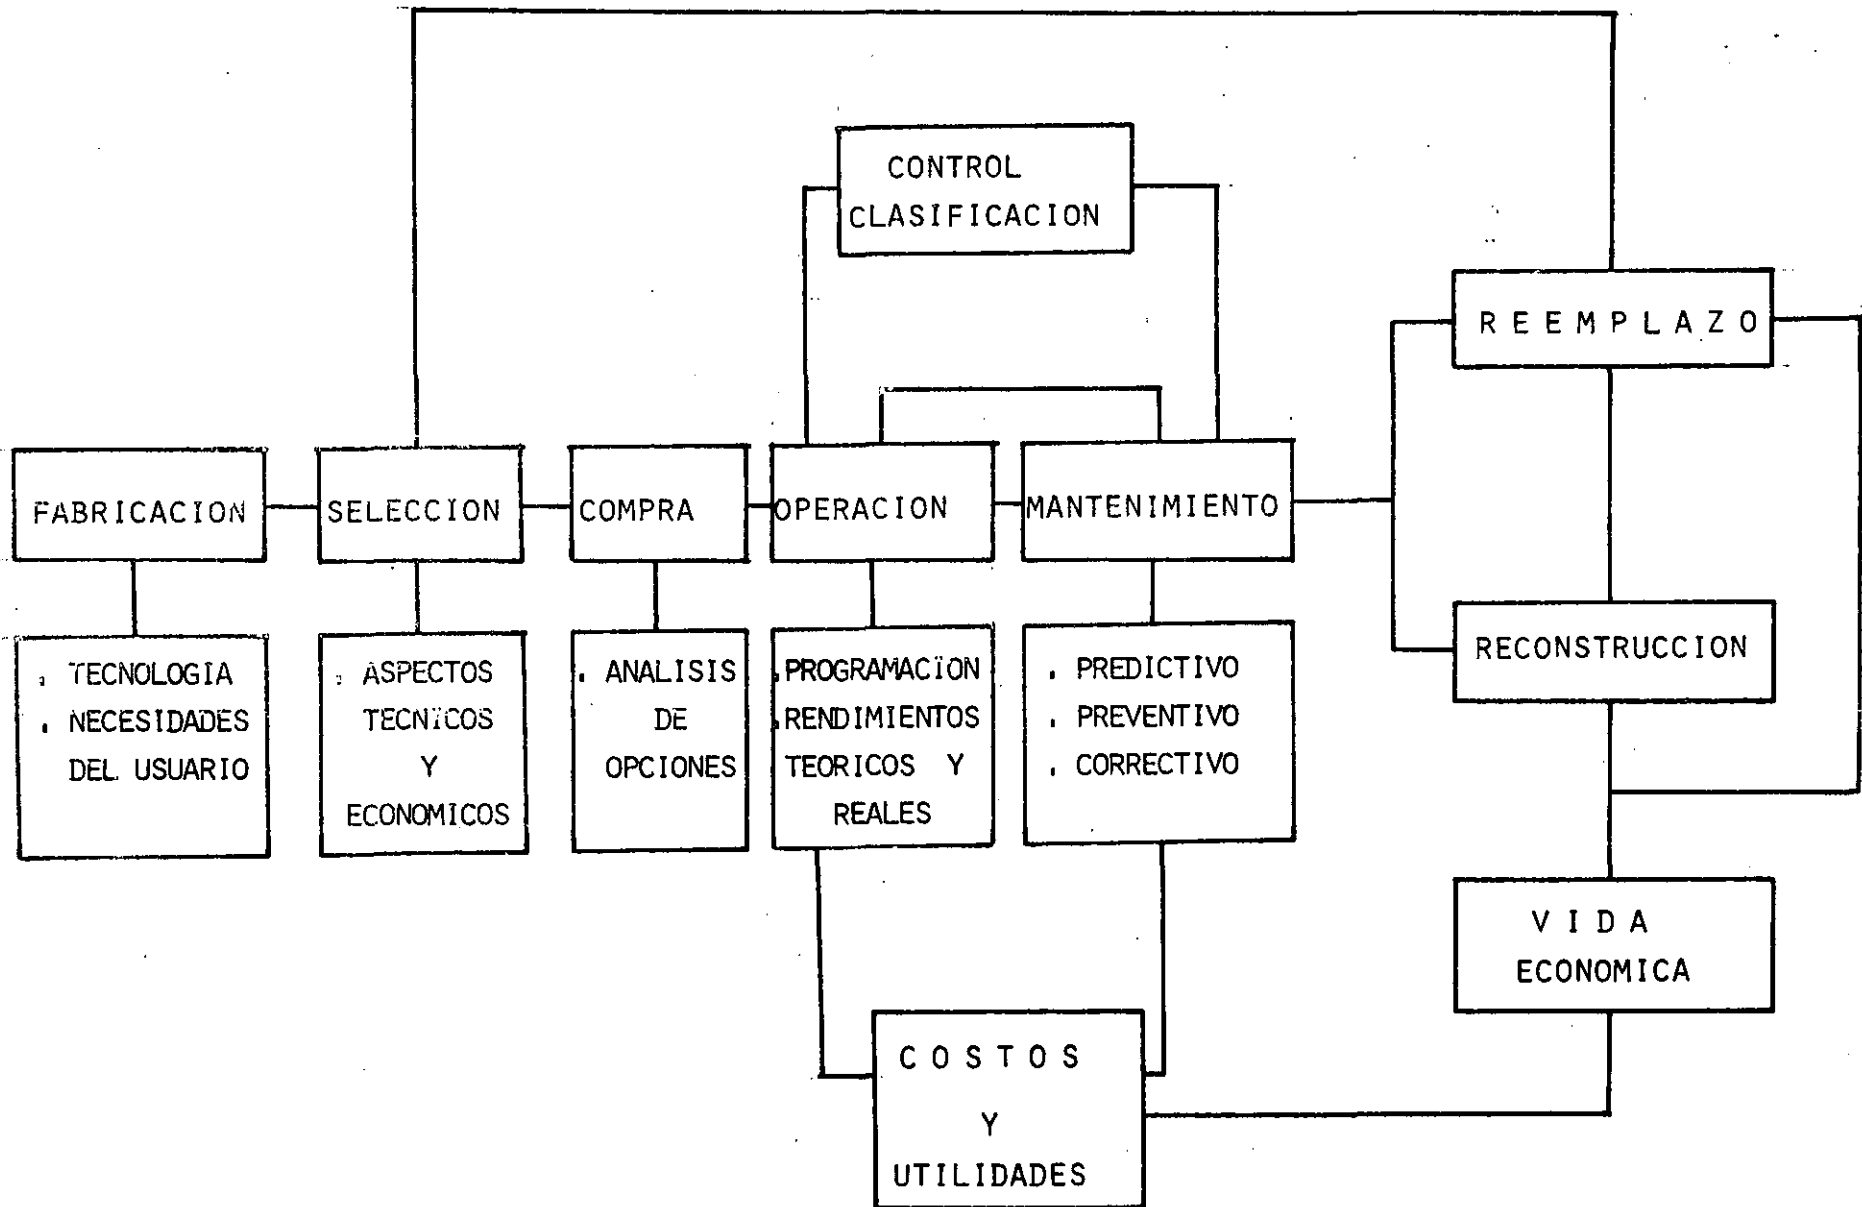 CONTROL
CLASIFICACION
R E E M P L A Z O
FABRICACION
SELECCION
COMPRA
OPERACION
MANTENIMIENTO
RECONSTRUCCION
. TECNOLOGIA
. NECESIDADES
DEL USUARIO
. ASPECTOS
TECNICOS
Y
ECONOMICOS
. ANALISIS
DE
OPCIONES
.PROGRAMACION
.RENDIMIENTOS
TEORICOS Y
REALES
. PREDICTIVO
. PREVENTIVO
. CORRECTIVO
V I D A
ECONOMICA
C O S T O S
Y
UTILIDADES